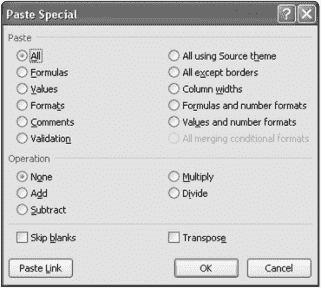 Paste Special
Paste
All
All using Source theme
Formulas
All except borders
Values
Column widths
Formats
Formulas and number formats
Comments
Values and number formats
Validation
All merging conditional formats
Operation
None
Multiply
Add
Divide
Subtract
Skip blanks
Transpose
Paste Link
OK
Cancel